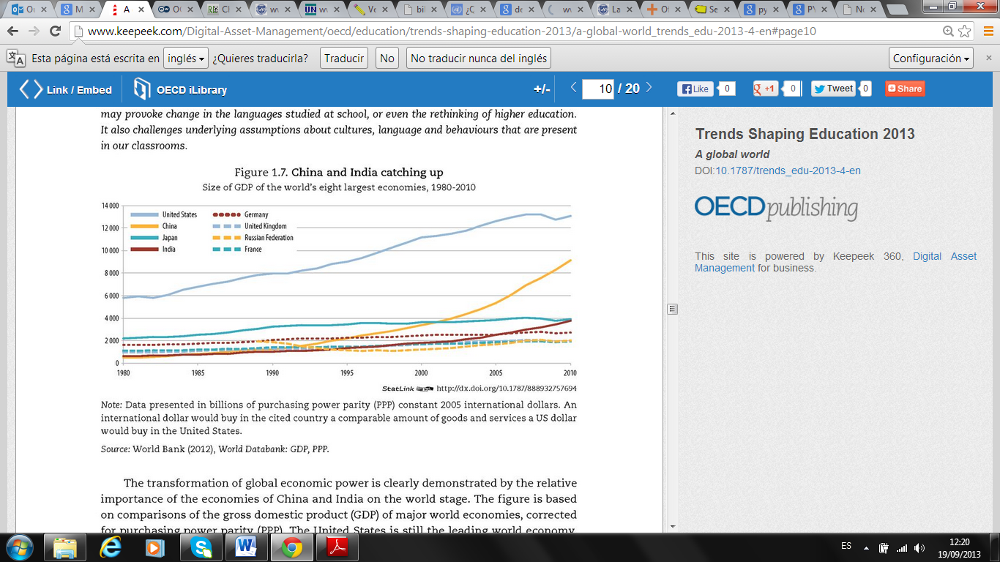 Ou
M
A
OE
Cl
wv
wv
Ve
bil
¿C
de
w
La
O
Se
py
PV
Ne
www.keepeek.com/Digital-Asset-Management/oecd/education/trends-shaping-education-2013/a-global-world_trends_edu-2013-4-en#page10
Esta página está escrita en inglés ¿Quieres traducirla? Traducir No No traducir nunca del inglés Configuración
Link / Embed OECD iLibrary +/- 10 / 20 Like 0 +1 0 Tweet 0 Share
may provoke change in the languages studied at school, or even the rethinking of higher education.
It also challenges underlying assumptions about cultures, language and behaviours that are present
in our classrooms.
Figure 1.7. China and India catching up
Size of GDP of the world's eight largest economies, 1980-2010
14 000
12 000
10 000
8 000
6 000
4 000
2 000
0
United States Germany
China United Kingdom
Japan Russian Federation
India France
1980 1985 1990 1995 2000 2005 2010
StatLink http://dx.doi.org/10.1787/888932757694
Note: Data presented in billions of purchasing power parity (PPP) constant 2005 international dollars. An
international dollar would buy in the cited country a comparable amount of goods and services a US dollar
would buy in the United States.
Source: World Bank (2012), World Databank: GDP, PPP.
The transformation of global economic power is clearly demonstrated by the relative
importance of the economies of China and India on the world stage. The figure is based
on comparisons of the gross domestic product (GDP) of major world economies, corrected
for purchasing power parity (PPP). The United States is still the leading world economy,
Trends Shaping Education 2013
A global world
DOI:10.1787/trends_edu-2013-4-en
OECD publishing
This site is powered by Keepeek 360, Digital Asset
Management for business.
ES
12:20
19/09/2013